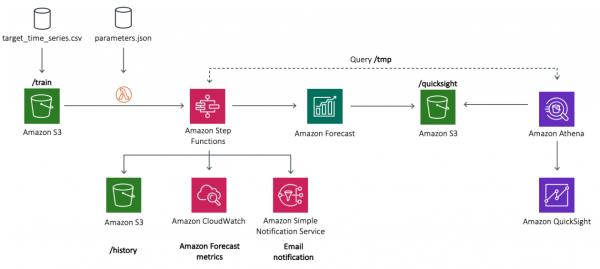 target_time_series.csv
parameters.json
Query /tmp
/train
/quicksight
Amazon S3
Amazon Step
Functions
Amazon Forecast
Amazon S3
Amazon Athena
Amazon S3
Amazon CloudWatch
Amazon Simple
Notification Service
Amazon QuickSight
/history
Amazon Forecast
metrics
Email
notification